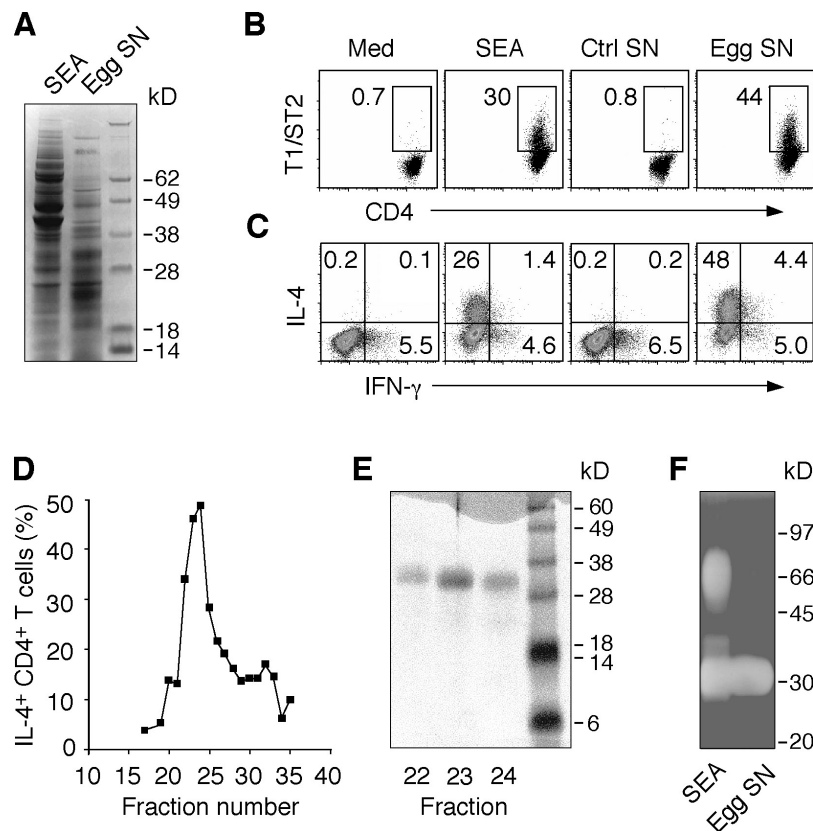 A
SEA
Egg SN
kD
-62
-49
-38
-28
-18
-14
B
Med
SEA
Ctrl SN
Egg SN
T1/ST2
0.7
30
0.8
44
CD4
C
IL-4
0.2 0.1
5.5
26 1.4
4.6
0.2 0.2
6.5
48 4.4
5.0
IFN-γ
D
IL-4+ CD4+ T cells (%)
50
40
30
20
10
0
10 15 20 25 30 35 40
Fraction number
E
kD
- 60
- 49
- 38
- 28
- 18
- 14
- 6
22 23 24
Fraction
F
kD
-97
-66
-45
-30
-20
SEA
Egg SN